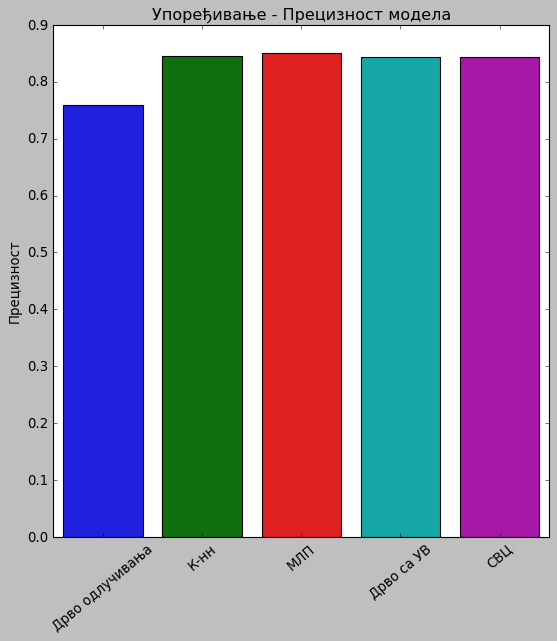 Упоређивање - Прецизност модела
Прецизност
0.9
0.8
0.7
0.6
0.5
0.4
0.3
0.2
0.1
0.0
Дрво одлучивања
К-нн
МЛП
Дрво са УВ
СВЦ